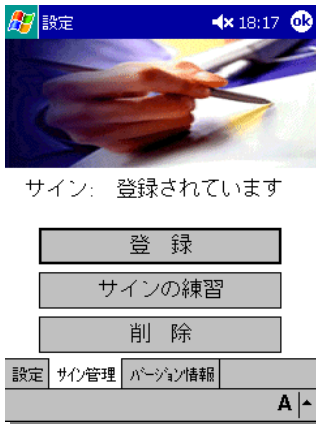 設定 18:17 ok
サイン: 登録されています
登 録
サインの練習
削 除
設定 サイン管理 バージョン情報
A